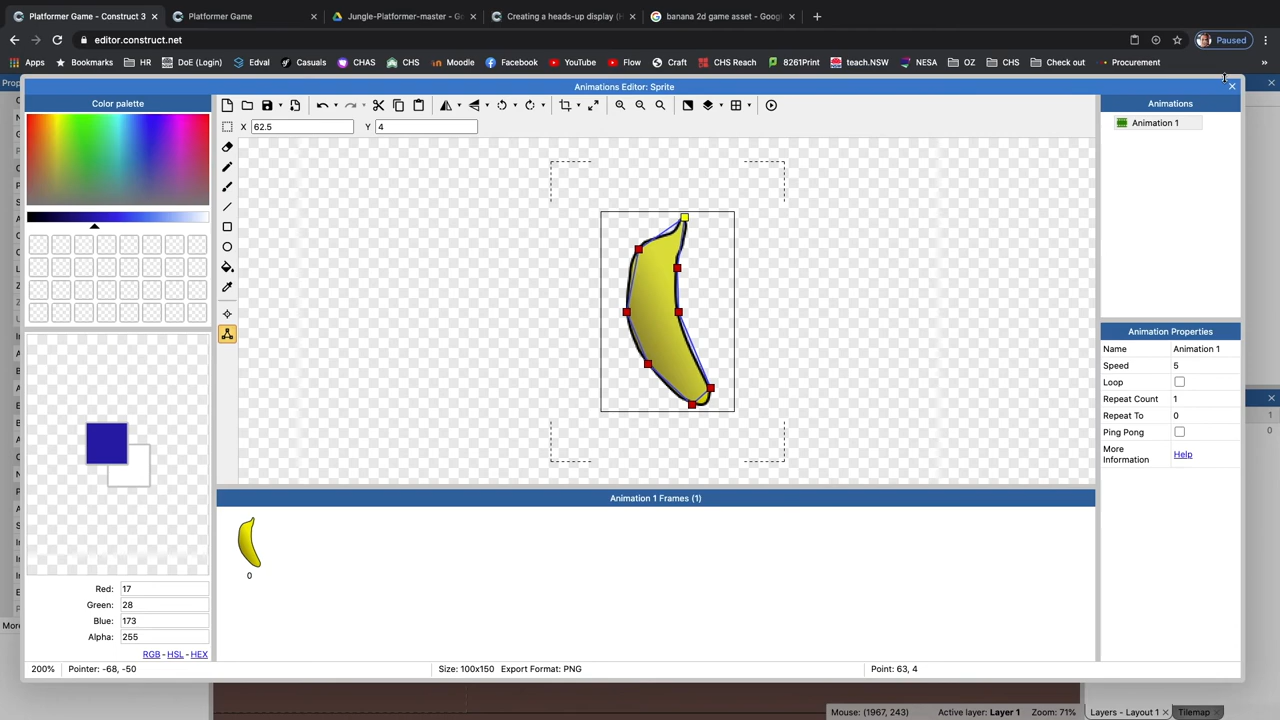 Platformer Game - Construct 3
Platformer Game
Jungle-Platformer-master - Go
Creating a heads-up display (H
banana 2d game asset - Googl
editor.construct.net
Paused
Apps
Bookmarks
HR
DoE (Login)
Edval
Casuals
CHAS
CHS
Moodle
Facebook
YouTube
Flow
Craft
CHS Reach
8261Print
teach.NSW
NESA
OZ
CHS
Check out
Procurement
»
Prop
Animations Editor: Sprite
Color palette
X 62.5
Y 4
Animations
Animation 1
Animation Properties
Name Animation 1
Speed 5
Loop
Repeat Count 1
Repeat To 0
Ping Pong
More Information Help
1
0
Animation 1 Frames (1)
0
Red: 17
Green: 28
Blue: 173
Alpha: 255
RGB - HSL - HEX
More
200%
Pointer: -68, -50
Size: 100x150 Export Format: PNG
Point: 63, 4
Mouse: (1967, 243)
Active layer: Layer 1
Zoom: 71%
Layers - Layout 1
Tilemap